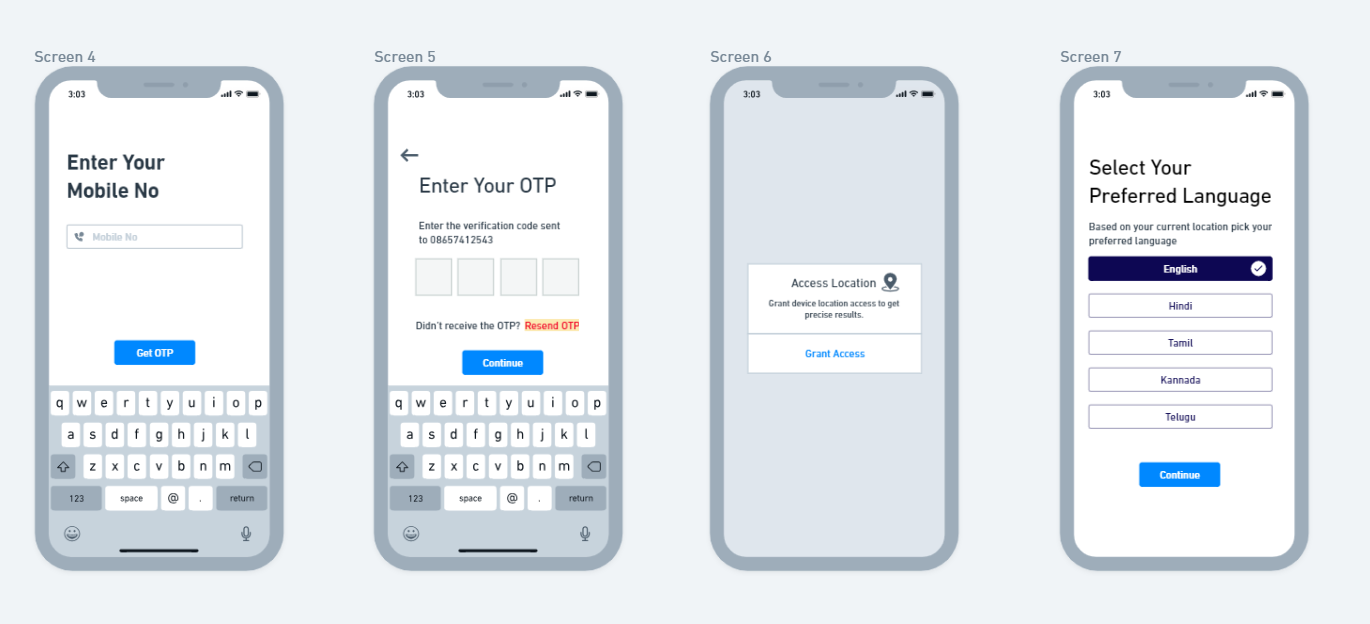 Screen 4
3:03
Enter Your
Mobile No
Mobile No
Get OTP
q w e r t y u i o p
a s d f g h j k l
z x c v b n m
123 space @ . return
Screen 5
3:03
Enter Your OTP
Enter the verification code sent
to 08657412543
Didn't receive the OTP? Resend OTP
Continue
q w e r t y u i o p
a s d f g h j k l
z x c v b n m
123 space @ . return
Screen 6
3:03
Access Location
Grant device location access to get
precise results.
Grant Access
Screen 7
3:03
Select Your
Preferred Language
Based on your current location pick your
preferred language
English
Hindi
Tamil
Kannada
Telugu
Continue